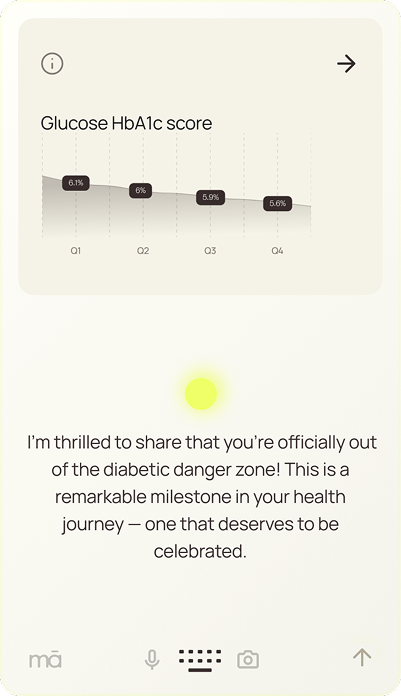 Glucose HbA1c score
6.1%
6%
5.9%
5.6%
Q1 Q2 Q3 Q4
I'm thrilled to share that you're officially out
of the diabetic danger zone! This is a
remarkable milestone in your health
journey — one that deserves to be
celebrated.
mā